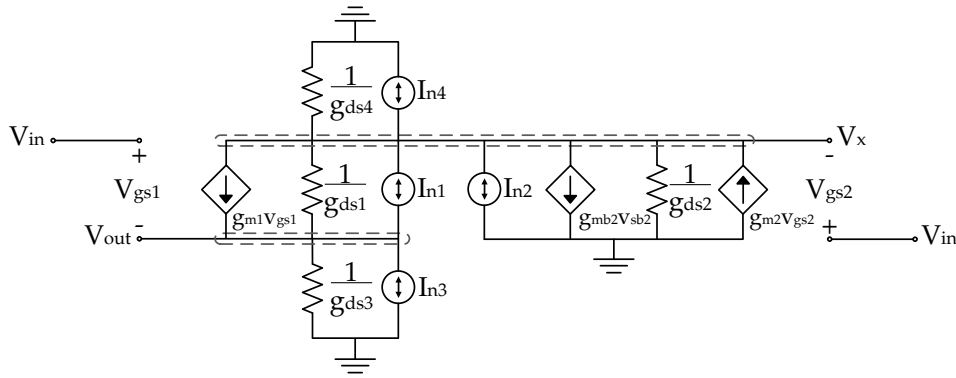 1
gds4
In4
Vin
+
Vgs1
gm1vgs1
1
gds1
In1
In2
gmb2vsb2
1
gds2
gm2vgs2
Vx
-
Vgs2
+
Vin
Vout
-
1
gds3
In3